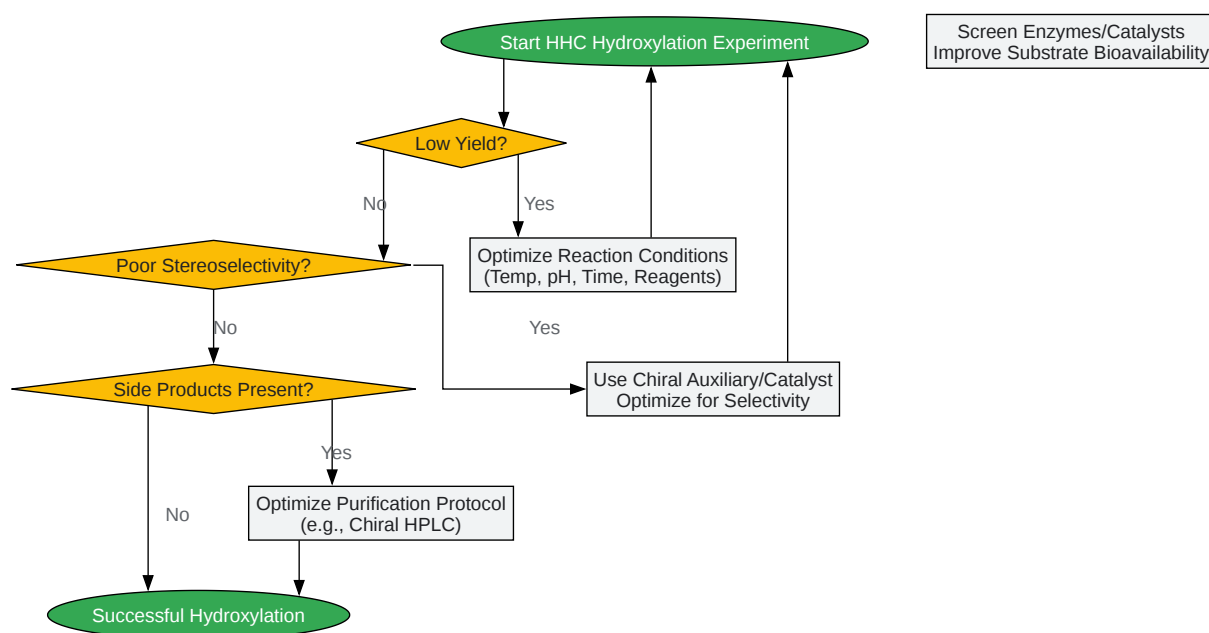 Start HHC Hydroxylation Experiment
Screen Enzymes/Catalysts
Improve Substrate Bioavailability
Low Yield?
No
Yes
Poor Stereoselectivity?
Optimize Reaction Conditions
(Temp, pH, Time, Reagents)
No
Yes
Side Products Present?
Use Chiral Auxiliary/Catalyst
Optimize for Selectivity
Yes
Optimize Purification Protocol
(e.g., Chiral HPLC)
No
Successful Hydroxylation